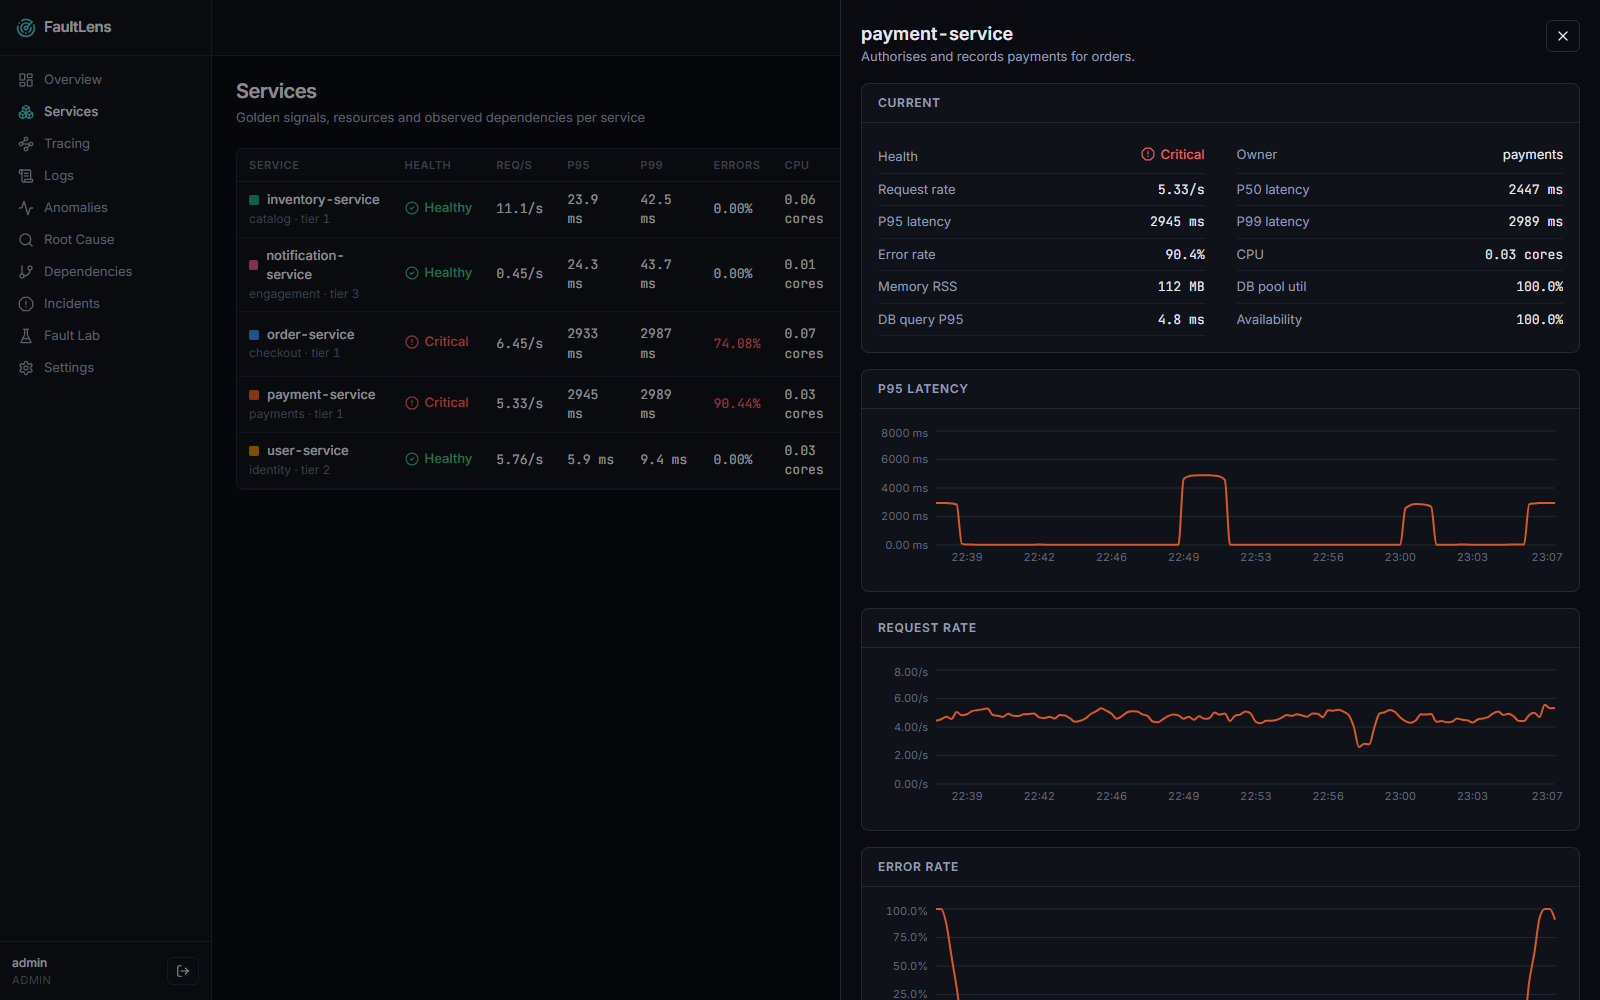 FaultLens
Overview
Services
Tracing
Logs
Anomalies
Root Cause
Dependencies
Incidents
Fault Lab
Settings
admin
ADMIN
Services
Golden signals, resources and observed dependencies per service
SERVICE HEALTH REQ/S P95 P99 ERRORS CPU
inventory-service
catalog · tier 1
Healthy 11.1/s 23.9 ms 42.5 ms 0.00% 0.06 cores
notification-service
engagement · tier 3
Healthy 0.45/s 24.3 ms 43.7 ms 0.00% 0.01 cores
order-service
checkout · tier 1
Critical 6.45/s 2933 ms 2987 ms 74.08% 0.07 cores
payment-service
payments · tier 1
Critical 5.33/s 2945 ms 2989 ms 90.44% 0.03 cores
user-service
identity · tier 2
Healthy 5.76/s 5.9 ms 9.4 ms 0.00% 0.03 cores
payment-service
Authorises and records payments for orders.
CURRENT
Health Critical Owner payments
Request rate 5.33/s P50 latency 2447 ms
P95 latency 2945 ms P99 latency 2989 ms
Error rate 90.4% CPU 0.03 cores
Memory RSS 112 MB DB pool util 100.0%
DB query P95 4.8 ms Availability 100.0%
P95 LATENCY
8000 ms
6000 ms
4000 ms
2000 ms
0.00 ms
22:39 22:42 22:46 22:49 22:53 22:56 23:00 23:03 23:07
REQUEST RATE
8.00/s
6.00/s
4.00/s
2.00/s
0.00/s
22:39 22:42 22:46 22:49 22:53 22:56 23:00 23:03 23:07
ERROR RATE
100.0%
75.0%
50.0%
25.0%